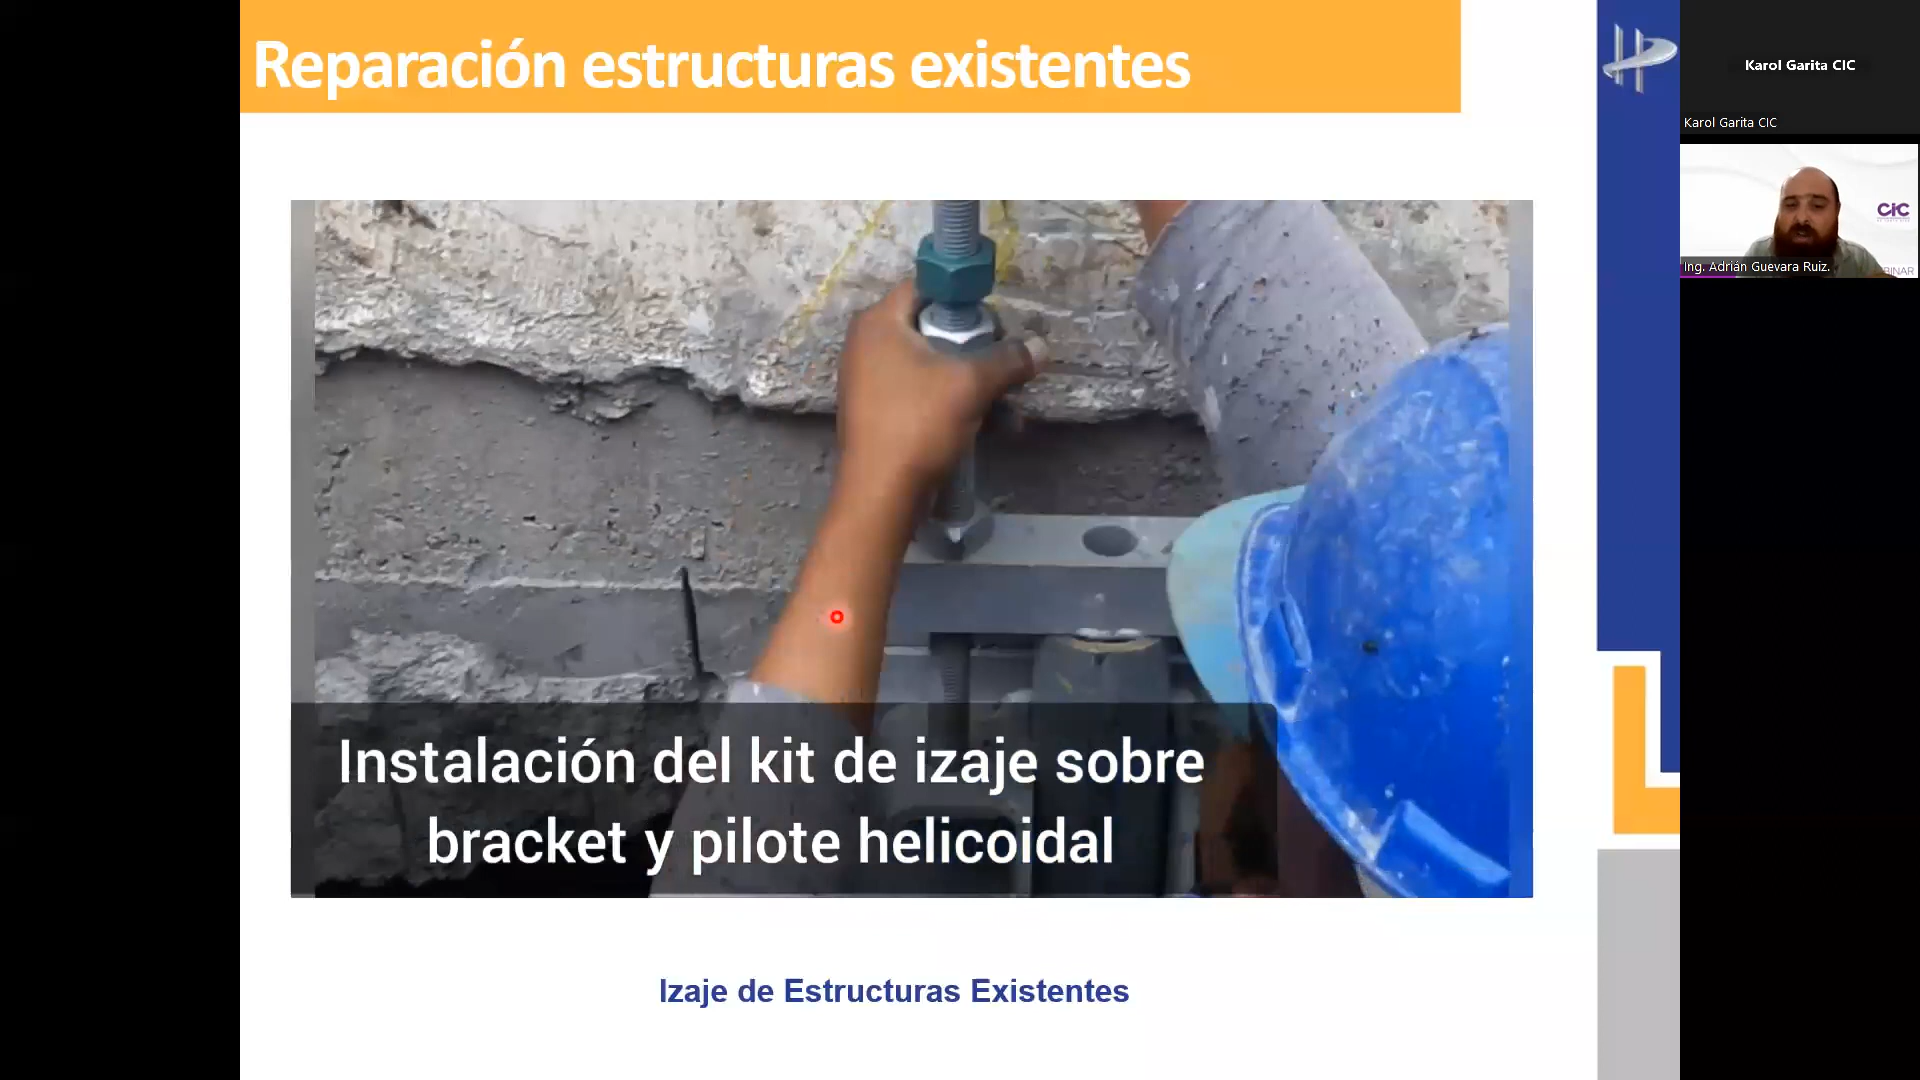 Reparación estructuras existentes
Instalación del kit de izaje sobre
bracket y pilote helicoidal
Izaje de Estructuras Existentes
Karol Garita CIC
Karol Garita CIC
CiC
Ing. Adrián Guevara Ruiz.